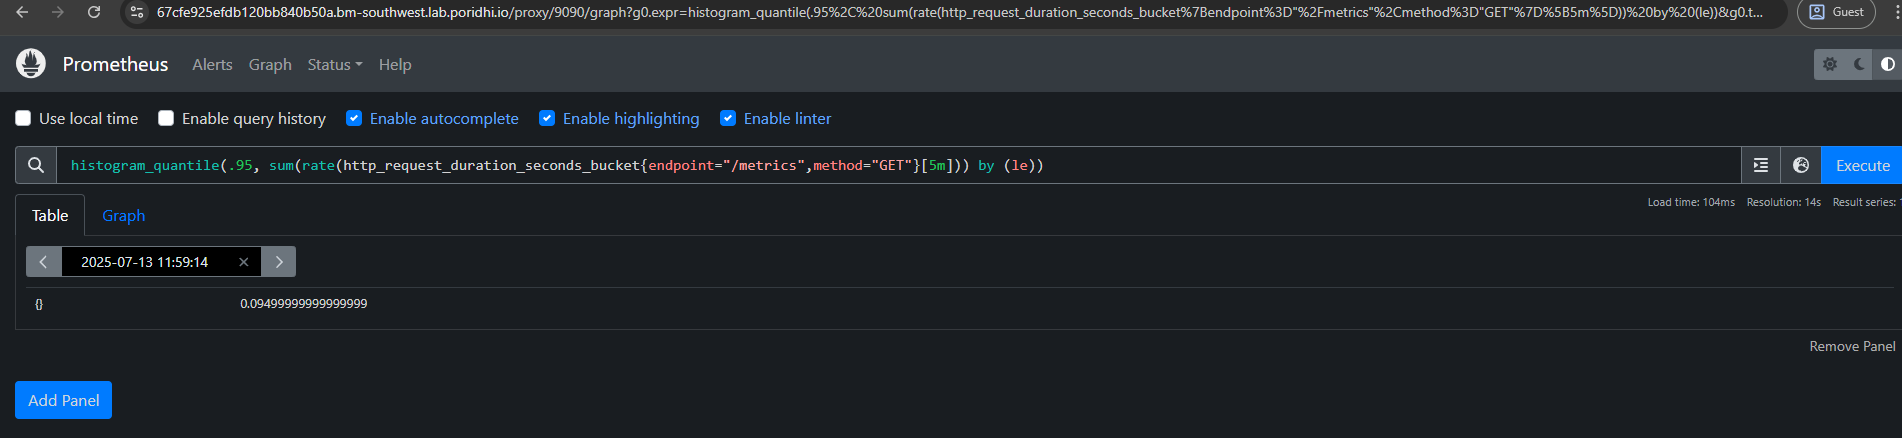 67cfe925efdb120bb840b50a.bm-southwest.lab.poridhi.io/proxy/9090/graph?g0.expr=histogram_quantile(.95%2C%20sum(rate(http_request_duration_seconds_bucket%7Bendpoint%3D"%2Fmetrics"%2Cmethod%3D"GET"%7D%5B5m%5D))%20by%20(le))&g0.t...
Guest
Prometheus Alerts Graph Status Help
Use local time Enable query history Enable autocomplete Enable highlighting Enable linter
histogram_quantile(.95, sum(rate(http_request_duration_seconds_bucket{endpoint="/metrics",method="GET"}[5m])) by (le))
Execute
Table Graph
Load time: 104ms Resolution: 14s Result series:
2025-07-13 11:59:14
{} 0.09499999999999999
Remove Panel
Add Panel